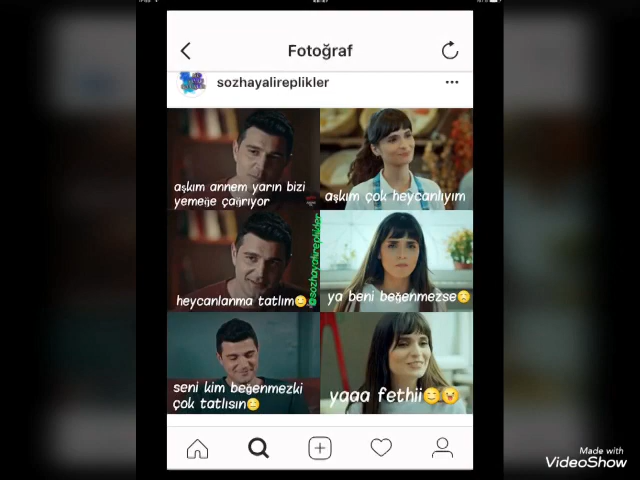 Fotoğraf
sozhayalireplikler
aşkım annem yarın bizi
yemeğe çağrıyor
aşkım çok heycanlıyım
heycanlanma tatlım
@sozhayalireplikler
ya beni beğenmezse
seni kim beğenmezki
çok tatlısın
yaaa fethii
Made with
VideoShow